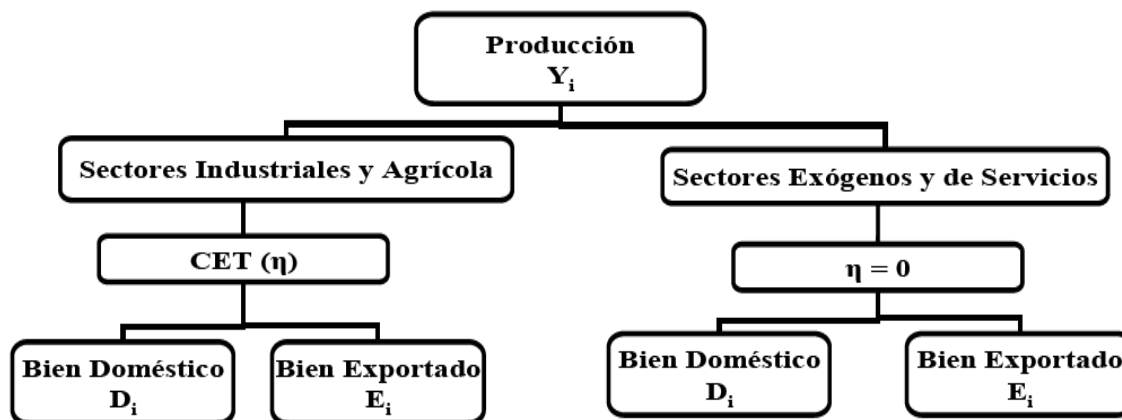 Producción
Yi
Sectores Industriales y Agrícola
Sectores Exógenos y de Servicios
CET (η)
η = 0
Bien Doméstico
Di
Bien Exportado
Ei
Bien Doméstico
Di
Bien Exportado
Ei